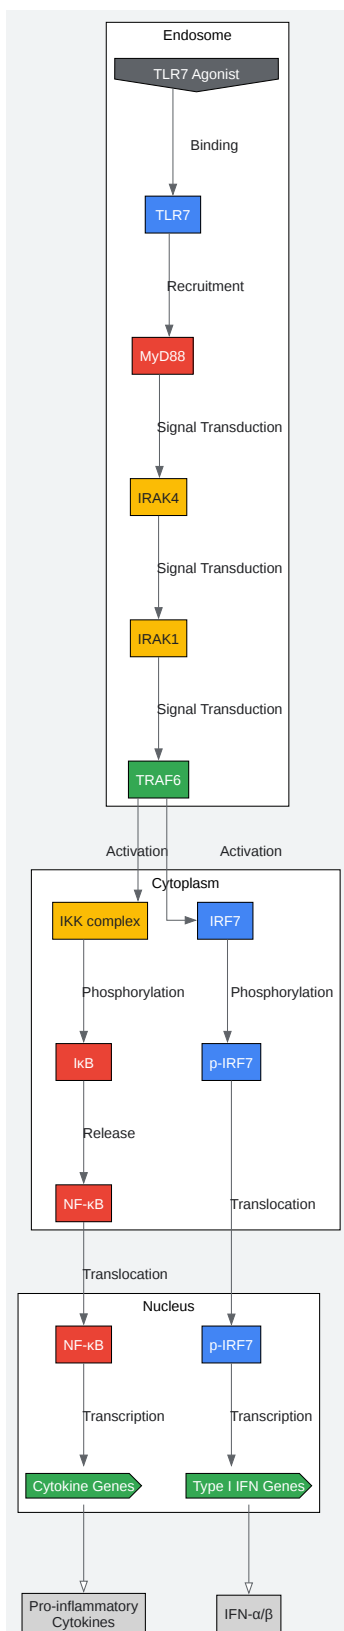 Endosome
TLR7 Agonist
Binding
TLR7
Recruitment
MyD88
Signal Transduction
IRAK4
Signal Transduction
IRAK1
Signal Transduction
TRAF6
Activation
Activation
Cytoplasm
IKK complex
IRF7
Phosphorylation
Phosphorylation
IκB
p-IRF7
Release
NF-κB
Translocation
Translocation
Nucleus
NF-κB
p-IRF7
Transcription
Transcription
Cytokine Genes
Type I IFN Genes
Pro-inflammatory
Cytokines
IFN-α/β